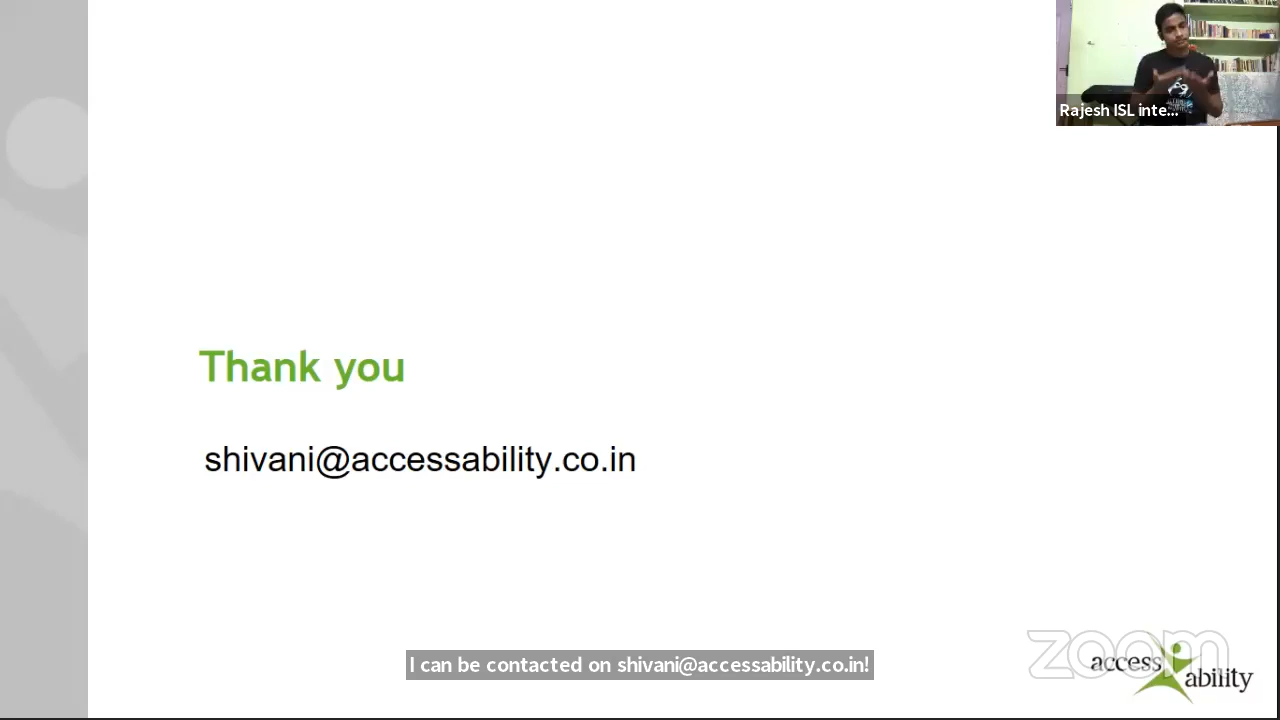 Rajesh ISL inte...
Thank you
shivani@accessability.co.in
I can be contacted on shivani@accessability.co.in!
zoom
access
ability